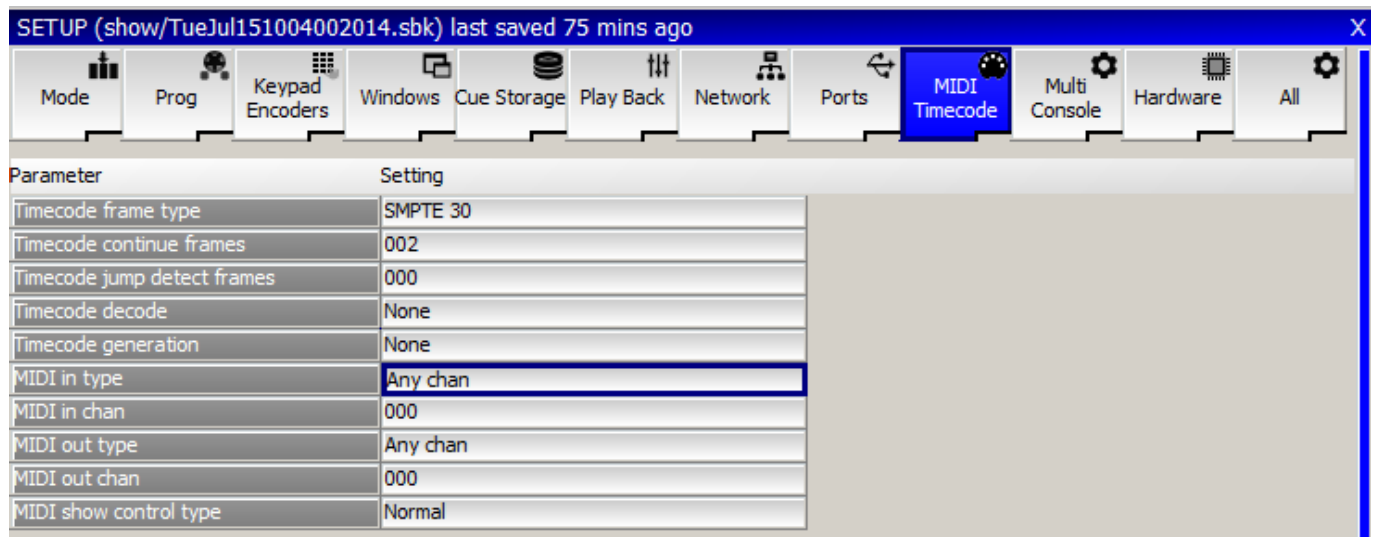 SETUP (show/TueJul151004002014.sbk) last saved 75 mins ago X
Mode Prog Keypad Encoders Windows Cue Storage Play Back Network Ports MIDI Timecode Multi Console Hardware All
Parameter Setting
Timecode frame type SMPTE 30
Timecode continue frames 002
Timecode jump detect frames 000
Timecode decode None
Timecode generation None
MIDI in type Any chan
MIDI in chan 000
MIDI out type Any chan
MIDI out chan 000
MIDI show control type Normal